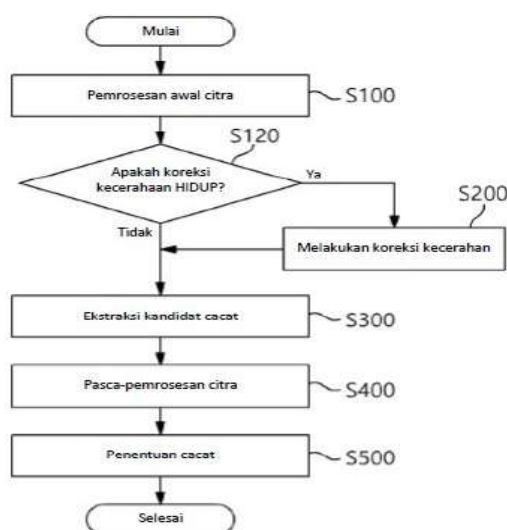 Mulai
Pemrosesan awal citra
S100
S120
Apakah koreksi
kecerahaan HIDUP?
Ya
S200
Tidak
Melakukan koreksi kecerahan
Ekstraksi kandidat cacat
S300
Pasca-pemrosesan citra
S400
Penentuan cacat
S500
Selesai